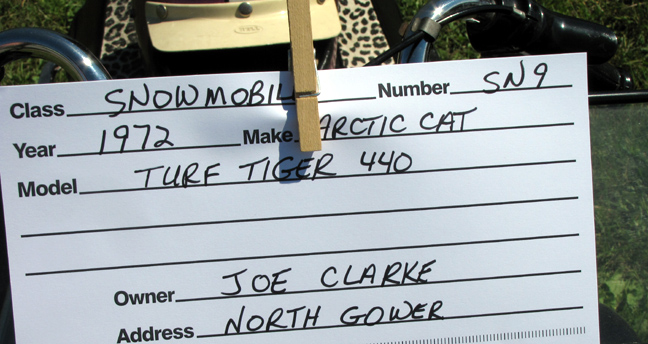 Class SNOWMOBIL Number SN9
Year 1972 Make ARCTIC CAT
Model TURF TIGER 440
Owner JOE CLARKE
Address NORTH GOWER